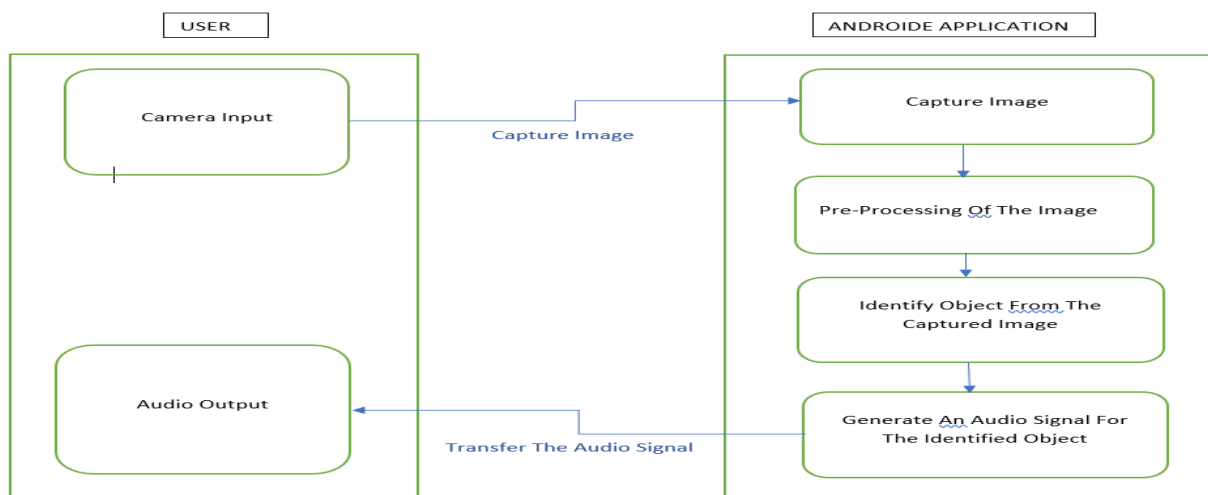 USER
ANDROIDE APPLICATION
Camera Input
Capture Image
Capture Image
Pre-Processing Of The Image
Identify Object From The
Captured Image
Audio Output
Transfer The Audio Signal
Generate An Audio Signal For
The Identified Object